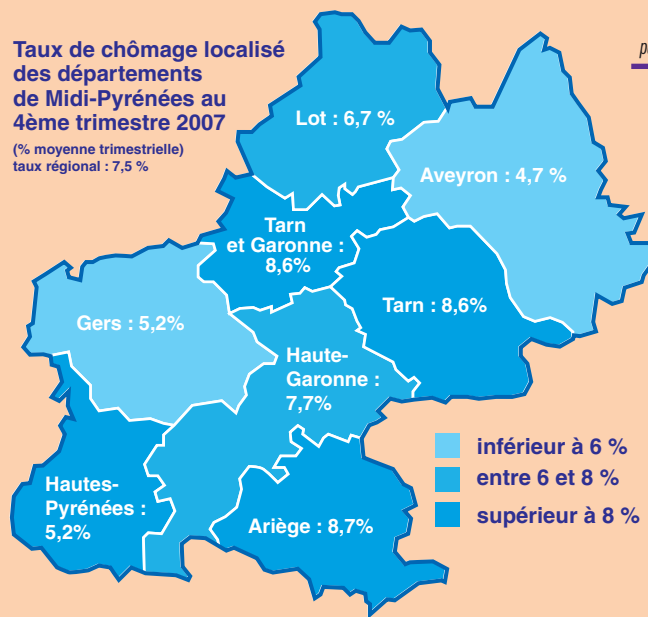 Taux de chômage localisé
des départements
de Midi-Pyrénées au
4ème trimestre 2007
(% moyenne trimestrielle)
taux régional : 7,5 %
Lot : 6,7 %
Aveyron : 4,7 %
Tarn
et Garonne :
8,6%
Tarn : 8,6%
Gers : 5,2%
Haute-
Garonne :
7,7%
Hautes-
Pyrénées :
5,2%
Ariège : 8,7%
inférieur à 6 %
entre 6 et 8 %
supérieur à 8 %